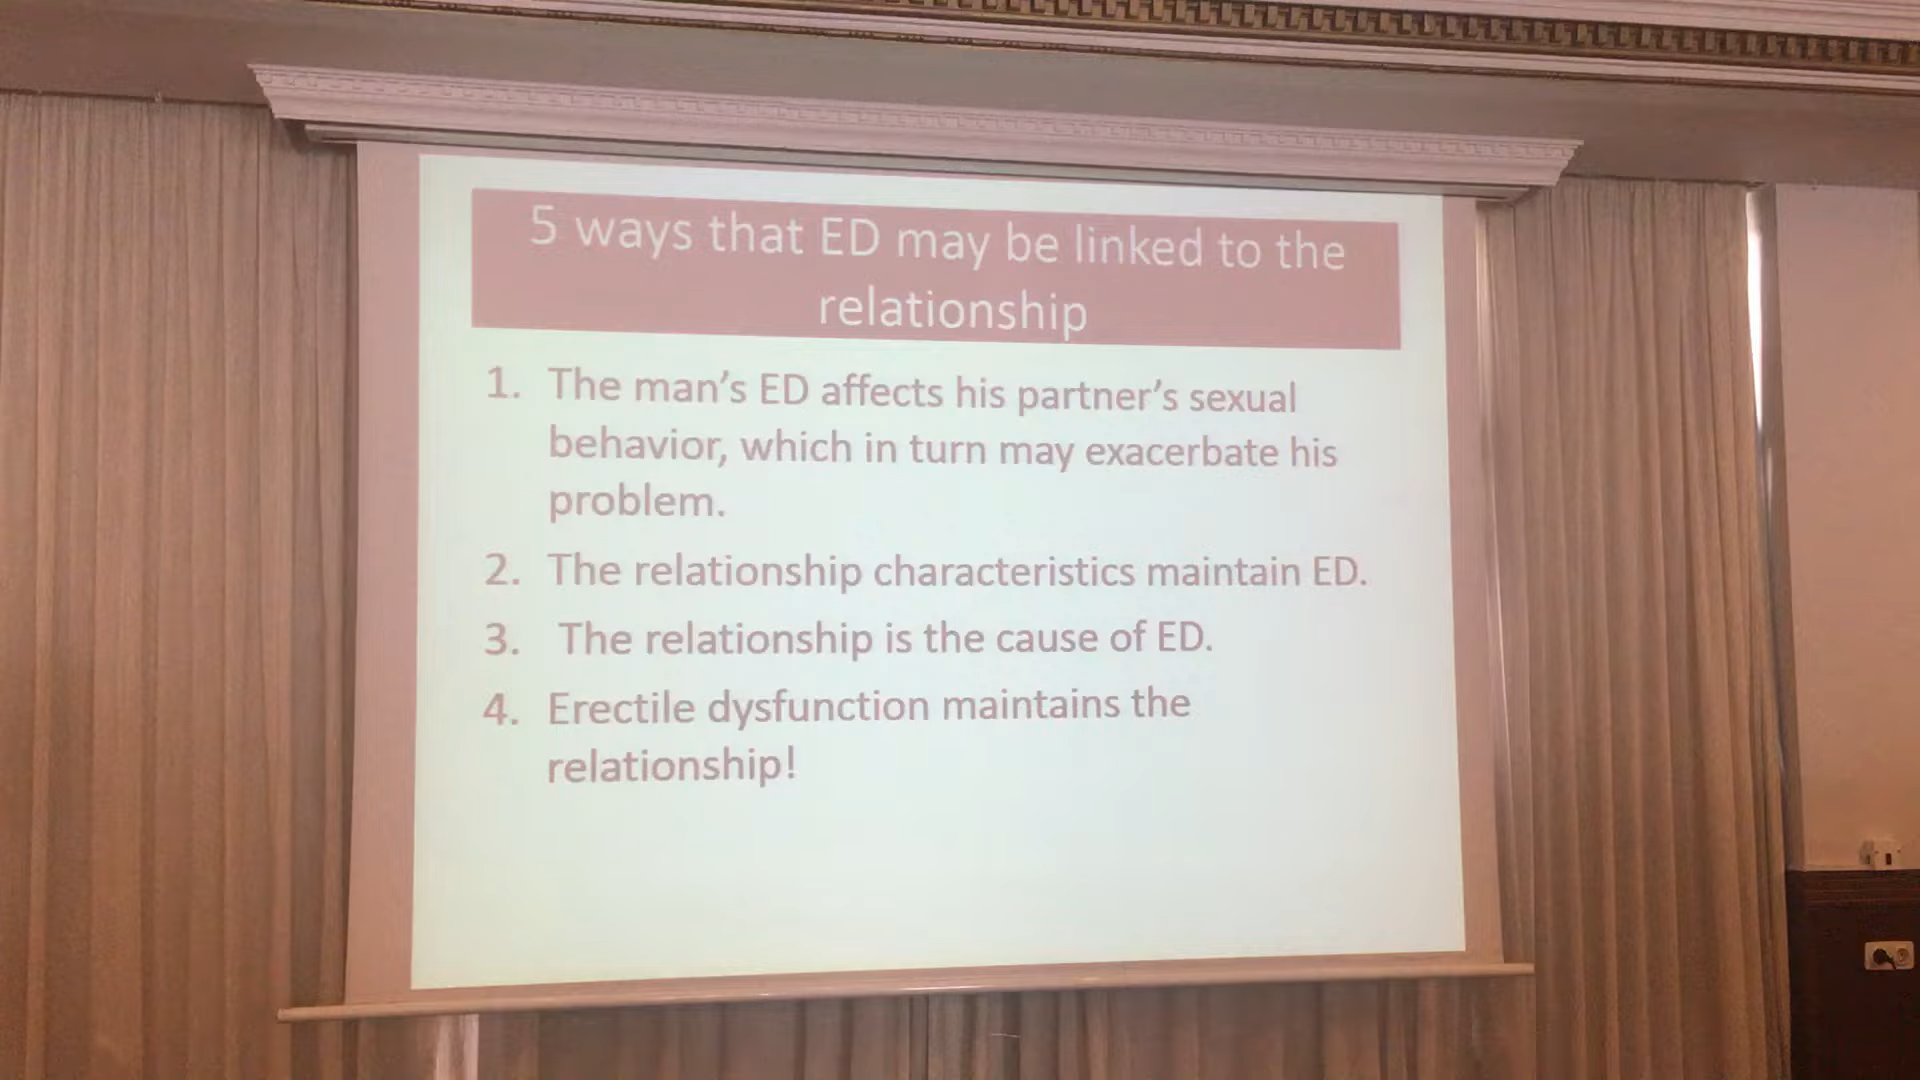 5 ways that ED may be linked to the
relationship
1. The man's ED affects his partner's sexual
behavior, which in turn may exacerbate his
problem.
2. The relationship characteristics maintain ED.
3. The relationship is the cause of ED.
4. Erectile dysfunction maintains the
relationship!